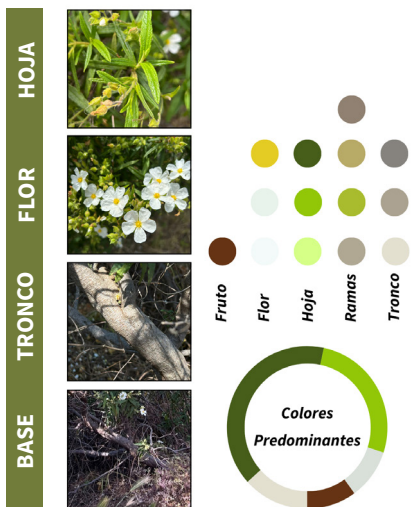 HOJA
FLOR
TRONCO
BASE
Fruto
Flor
Hoja
Ramas
Tronco
Colores
Predominantes